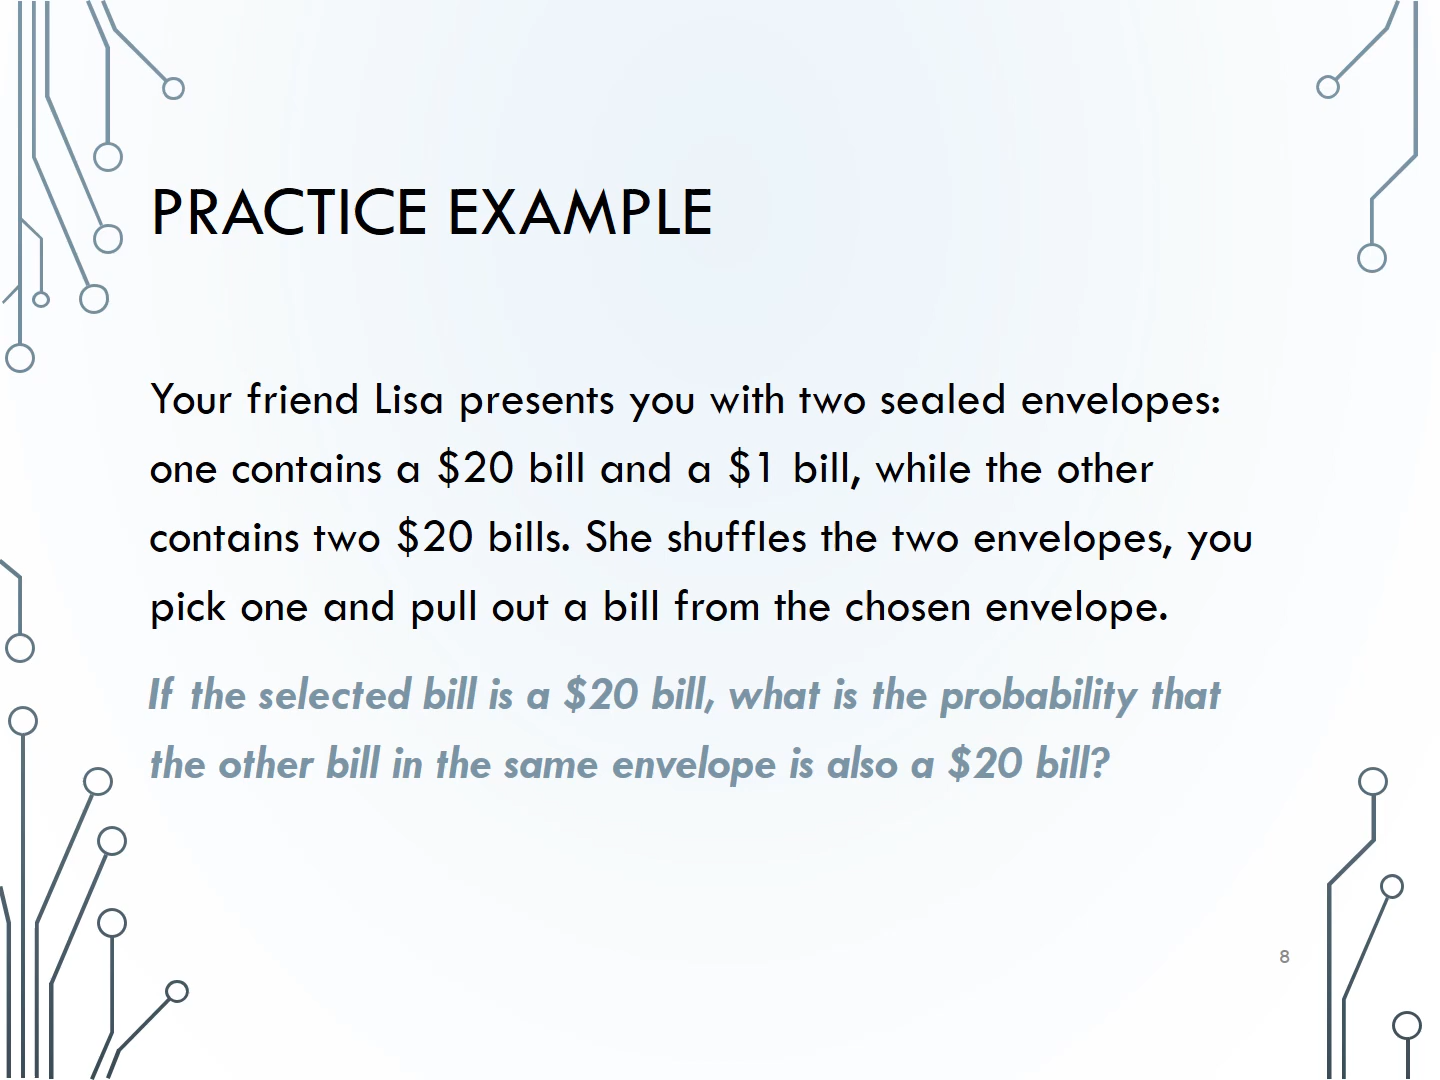 PRACTICE EXAMPLE
Your friend Lisa presents you with two sealed envelopes:
one contains a $20 bill and a $1 bill, while the other
contains two $20 bills. She shuffles the two envelopes, you
pick one and pull out a bill from the chosen envelope.
If the selected bill is a $20 bill, what is the probability that
the other bill in the same envelope is also a $20 bill?
8